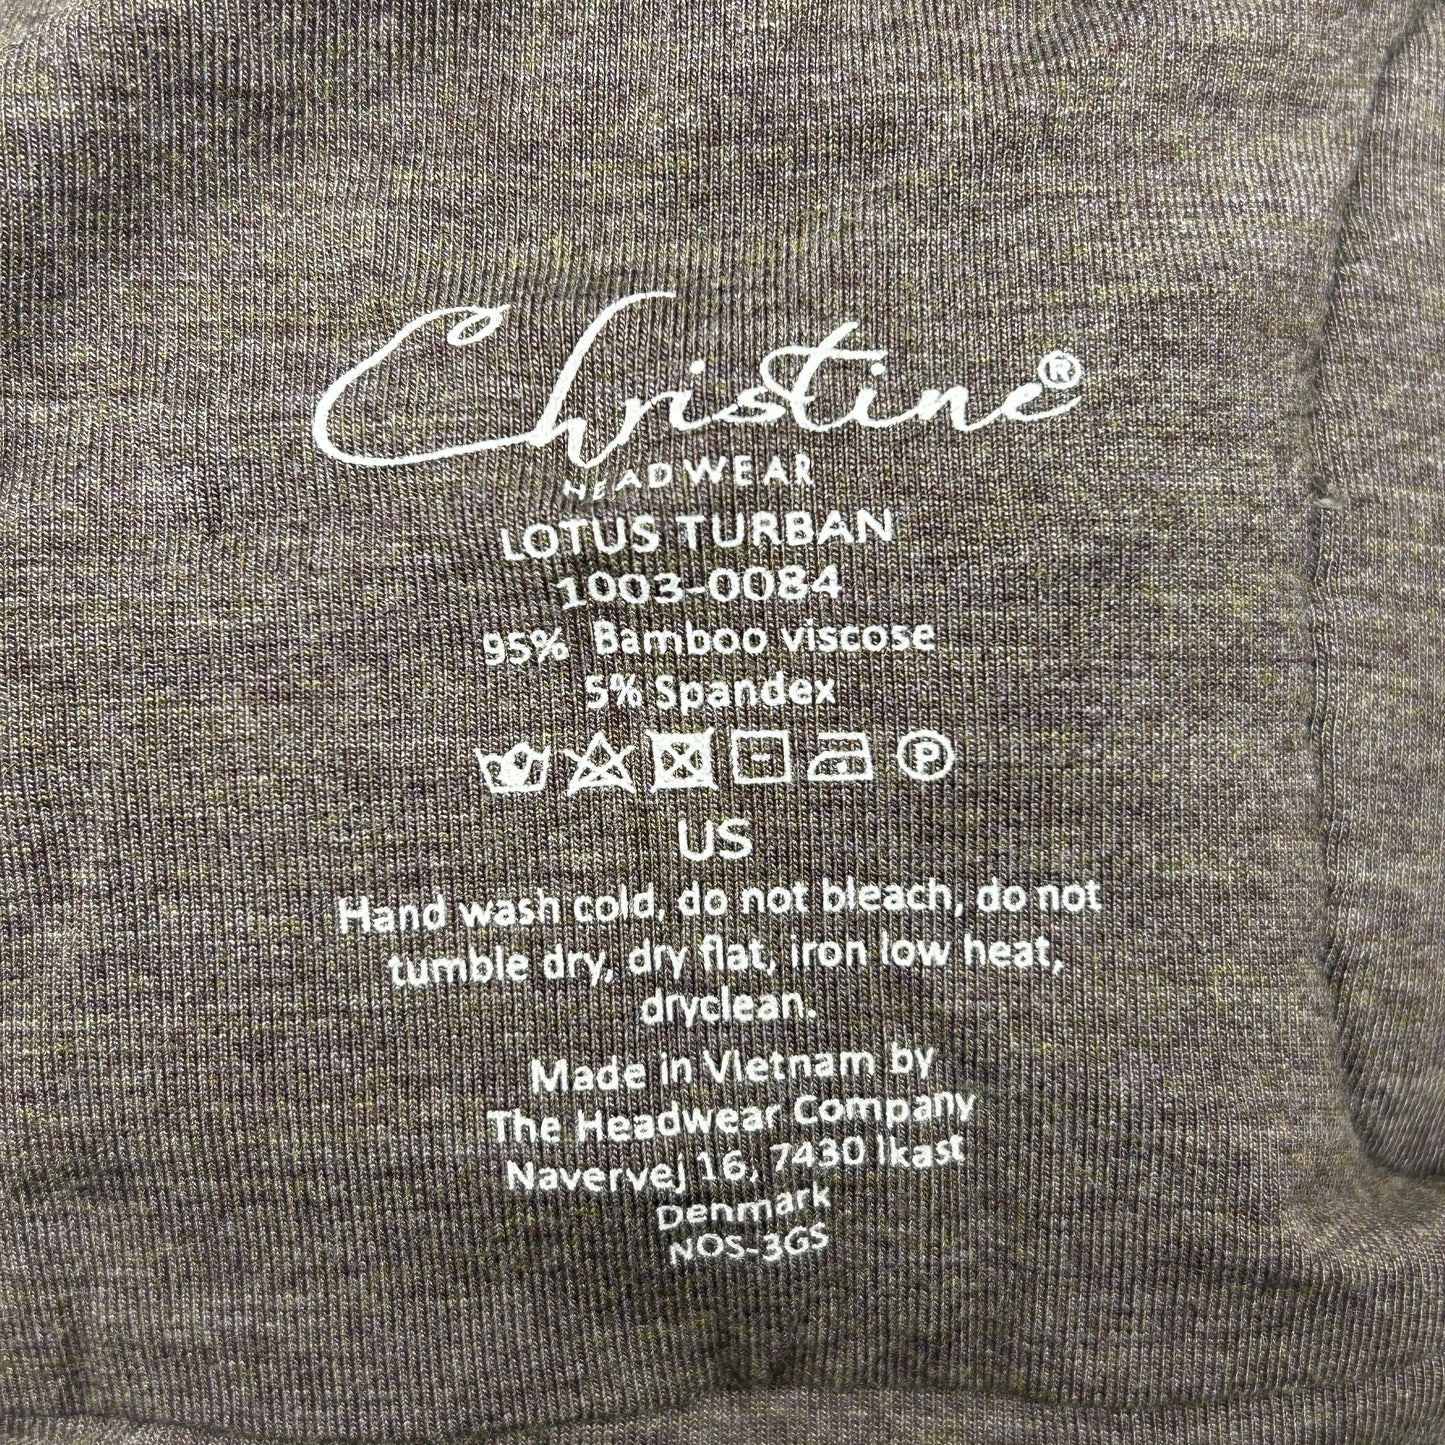 Christine®
HEADWEAR
LOTUS TURBAN
1003-0084
95% Bamboo viscose
5% Spandex
P
US
Hand wash cold, do not bleach, do not
tumble dry, dry flat, iron low heat,
dryclean.
Made in Vietnam by
The Headwear Company
Navervej 16, 7430 Ikast
Denmark
NOS-3GS